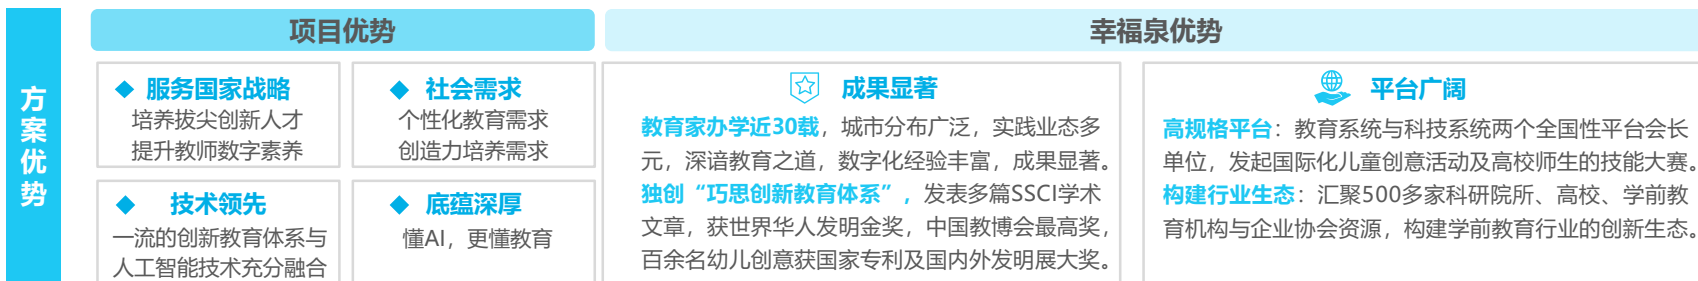 方案优势
项目优势
服务国家战略
培养拔尖创新人才
提升教师数字素养
社会需求
个性化教育需求
创造力培养需求
技术领先
一流的创新教育体系与
人工智能技术充分融合
底蕴深厚
懂AI，更懂教育
幸福泉优势
成果显著
教育家办学近30载，城市分布广泛，实践业态多
元，深谙教育之道，数字化经验丰富，成果显著。
独创“巧思创新教育体系”，发表多篇SSCI学术
文章，获世界华人发明金奖，中国教博会最高奖，
百余名幼儿创意获国家专利及国内外发明展大奖。
平台广阔
高规格平台：教育系统与科技系统两个全国性平台会长
单位，发起国际化儿童创意活动及高校师生的技能大赛。
构建行业生态：汇聚500多家科研院所、高校、学前教
育机构与企业协会资源，构建学前教育行业的创新生态。